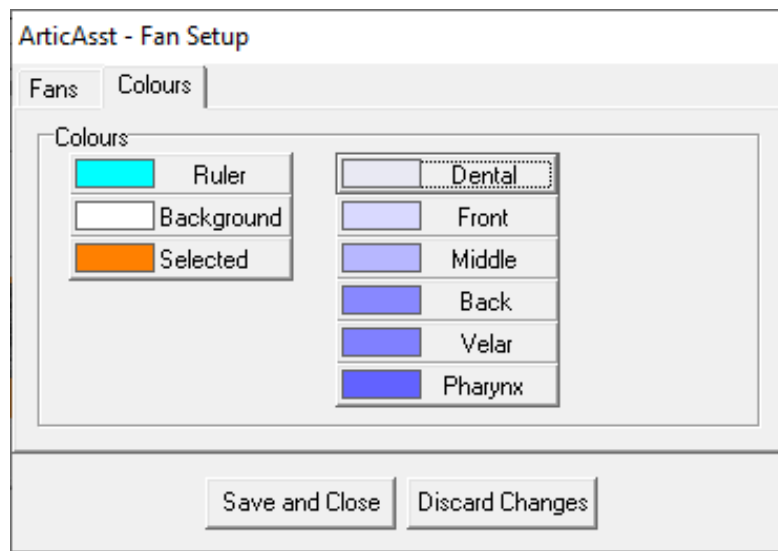 ArticAsst - Fan Setup
Fans
Colours
Colours
Ruler
Background
Selected
Dental
Front
Middle
Back
Velar
Pharynx
Save and Close
Discard Changes